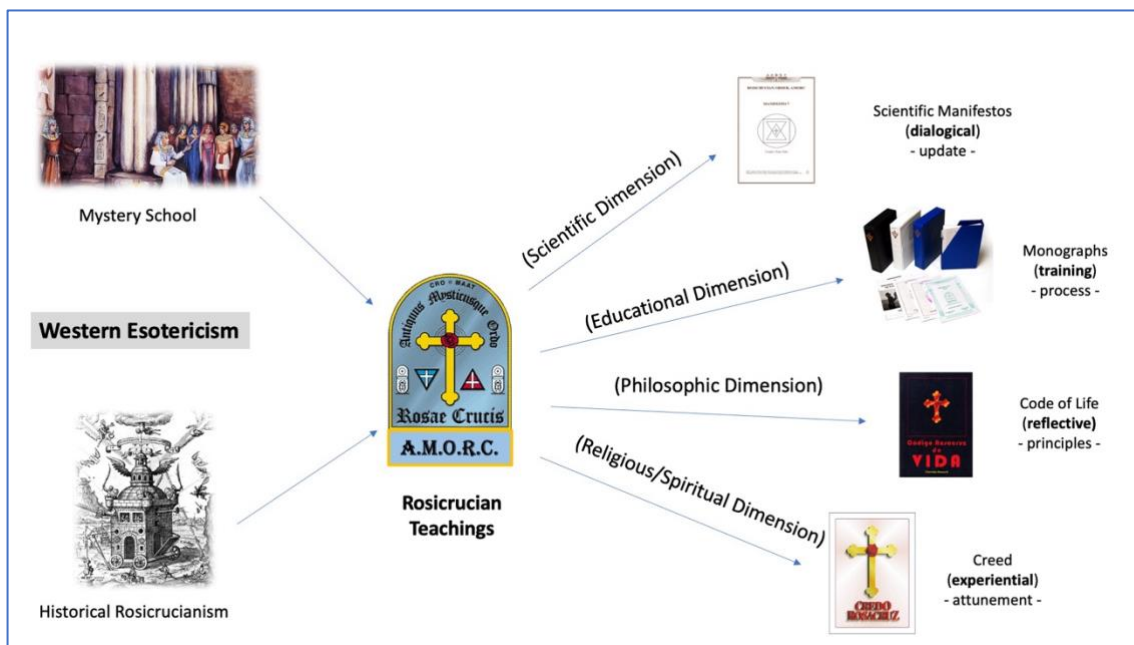 Mystery School
Western Esotericism
Historical Rosicrucianism
CRO + MAAT
Antiquus Mysticusque Ordo
Rosae Crucis
A.M.O.R.C.
Rosicrucian
Teachings
(Scientific Dimension)
(Educational Dimension)
(Philosophic Dimension)
(Religious/Spiritual Dimension)
Scientific Manifestos
(dialogical)
- update -
Monographs
(training)
- process -
Código Rosacruz
de
VIDA
Code of Life
(reflective)
- principles -
CREDO
ROSACRUZ
Creed
(experiential)
- attunement -